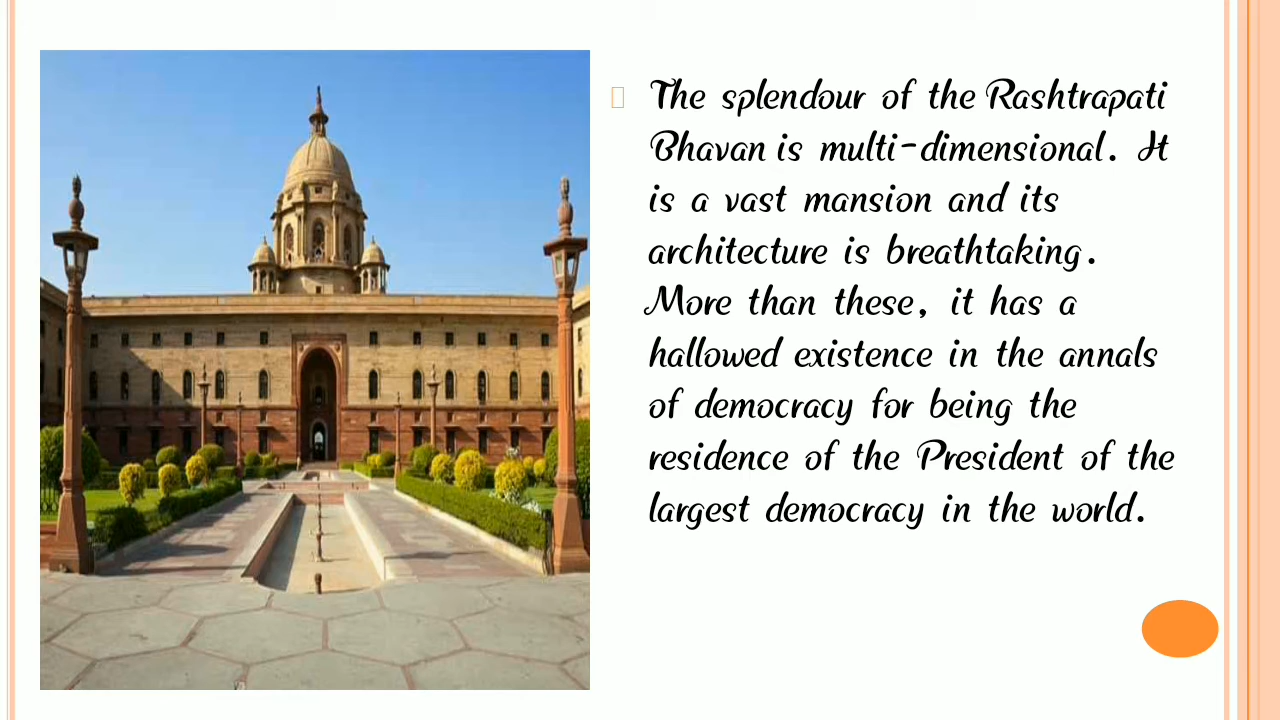 The splendour of the Rashtrapati
Bhavan is multi-dimensional. It
is a vast mansion and its
architecture is breathtaking.
More than these, it has a
hallowed existence in the annals
of democracy for being the
residence of the President of the
largest democracy in the world.